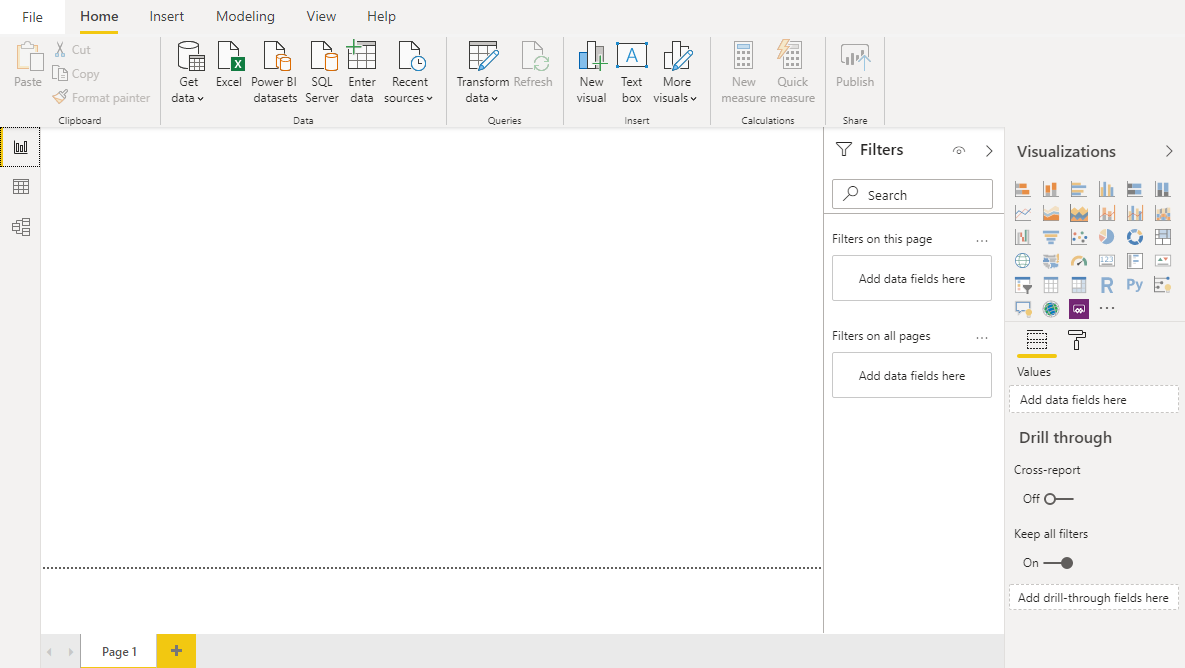 File Home Insert Modeling View Help
Paste
Cut
Copy
Format painter
Clipboard
Get
data
Excel
Power BI
datasets
SQL
Server
Enter
data
Recent
sources
Data
Transform
data
Refresh
Queries
New
visual
Text
box
More
visuals
Insert
New
measure
Quick
measure
Calculations
Publish
Share
Filters
Search
Filters on this page ...
Add data fields here
Filters on all pages ...
Add data fields here
Visualizations
123
R
Py
...
Values
Add data fields here
Drill through
Cross-report
Off
Keep all filters
On
Add drill-through fields here
Page 1
+